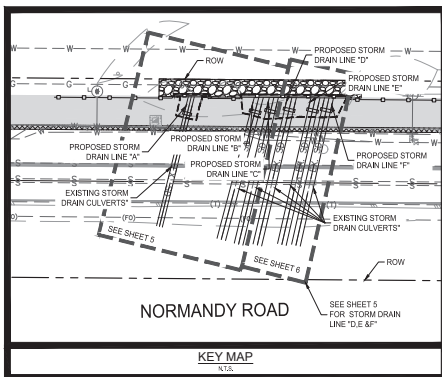 PROPOSED STORM
DRAIN LINE "D"
ROW
PROPOSED STORM
DRAIN LINE "E"
PROPOSED STORM
DRAIN LINE "A"
PROPOSED STORM
DRAIN LINE "B"
PROPOSED STORM
DRAIN LINE "C"
PROPOSED STORM
DRAIN LINE "F"
EXISTING STORM
DRAIN CULVERTS"
EXISTING STORM
DRAIN CULVERTS"
W
W
W
W
G
G
S
S
(FO)
(T)
(T)
SEE SHEET 5
SEE SHEET 6
ROW
NORMANDY ROAD
SEE SHEET 5
FOR STORM DRAIN
LINE "D,E &F"
KEY MAP
N.T.S.